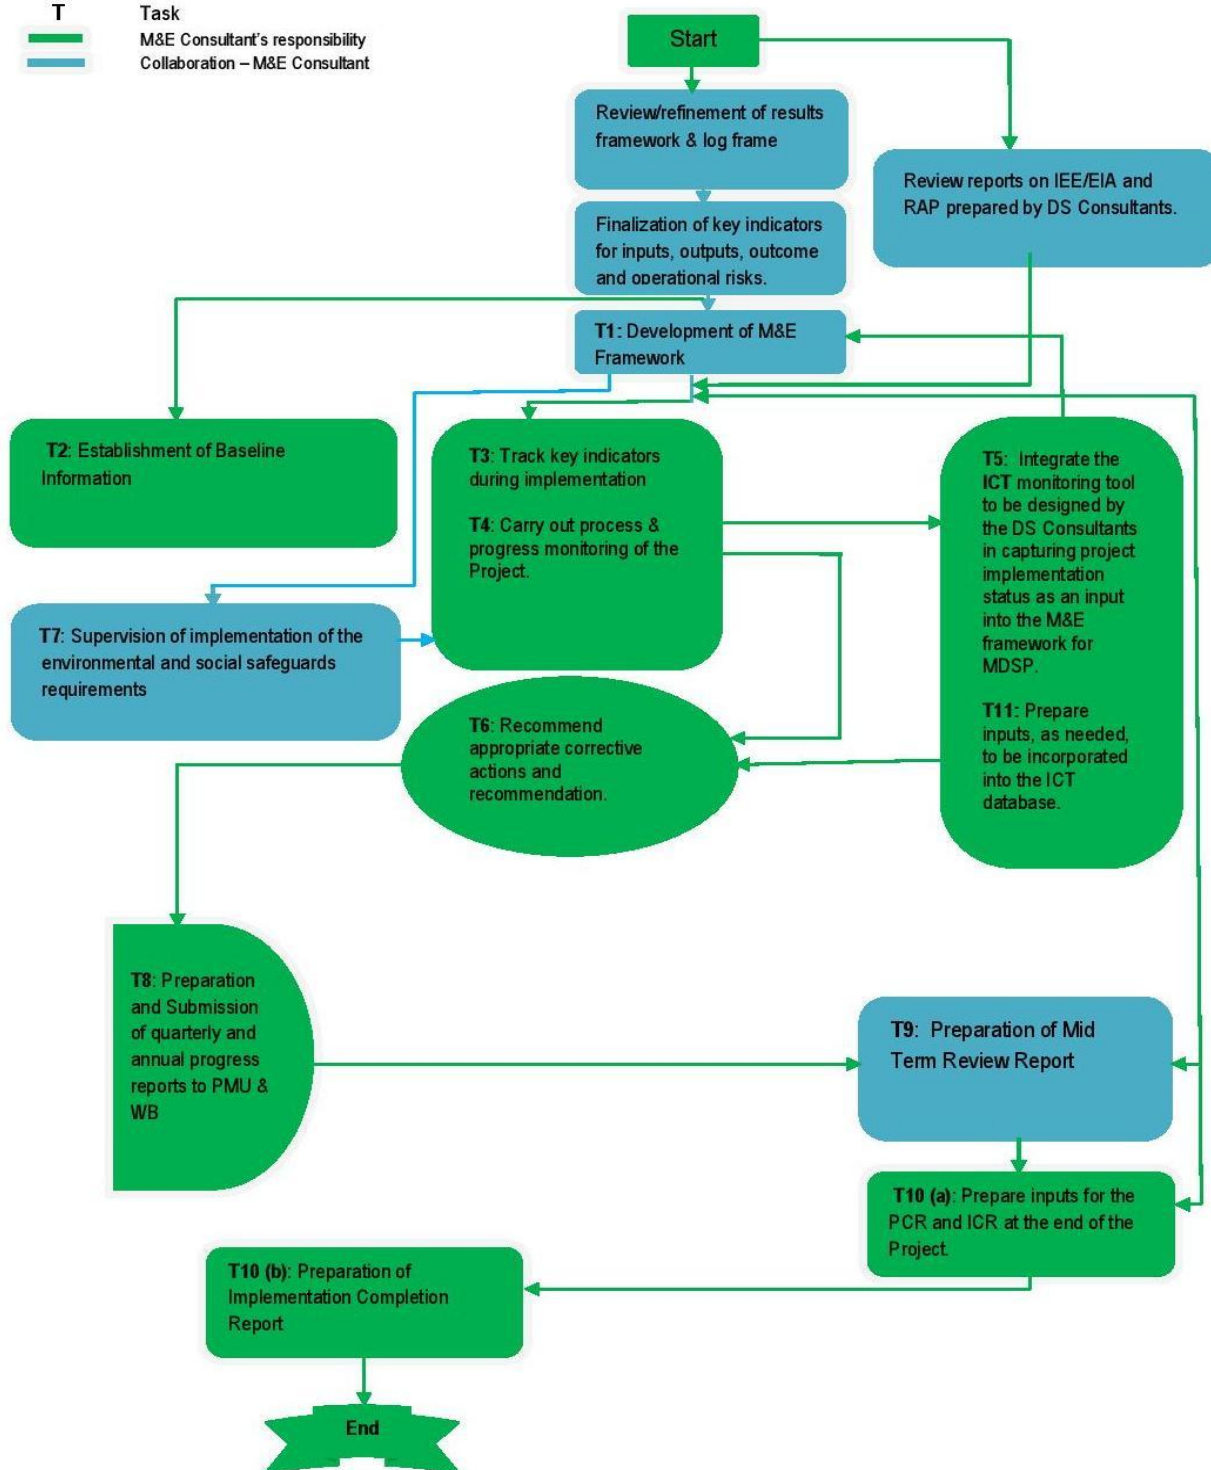 T Task
M&E Consultant's responsibility
Collaboration – M&E Consultant
Start
Review/refinement of results
framework & log frame
Review reports on IEE/EIA and
RAP prepared by DS Consultants.
Finalization of key indicators
for inputs, outputs, outcome
and operational risks.
T1: Development of M&E
Framework
T2: Establishment of Baseline
Information
T3: Track key indicators
during implementation
T4: Carry out process &
progress monitoring of the
Project.
T5: Integrate the
ICT monitoring tool
to be designed by
the DS Consultants
in capturing project
implementation
status as an input
into the M&E
framework for
MDSP.
T11: Prepare
inputs, as needed,
to be incorporated
into the ICT
database.
T7: Supervision of implementation of the
environmental and social safeguards
requirements
T6: Recommend
appropriate corrective
actions and
recommendation.
T8: Preparation
and Submission
of quarterly and
annual progress
reports to PMU &
WB
T9: Preparation of Mid
Term Review Report
T10 (a): Prepare inputs for the
PCR and ICR at the end of the
Project.
T10 (b): Preparation of
Implementation Completion
Report
End